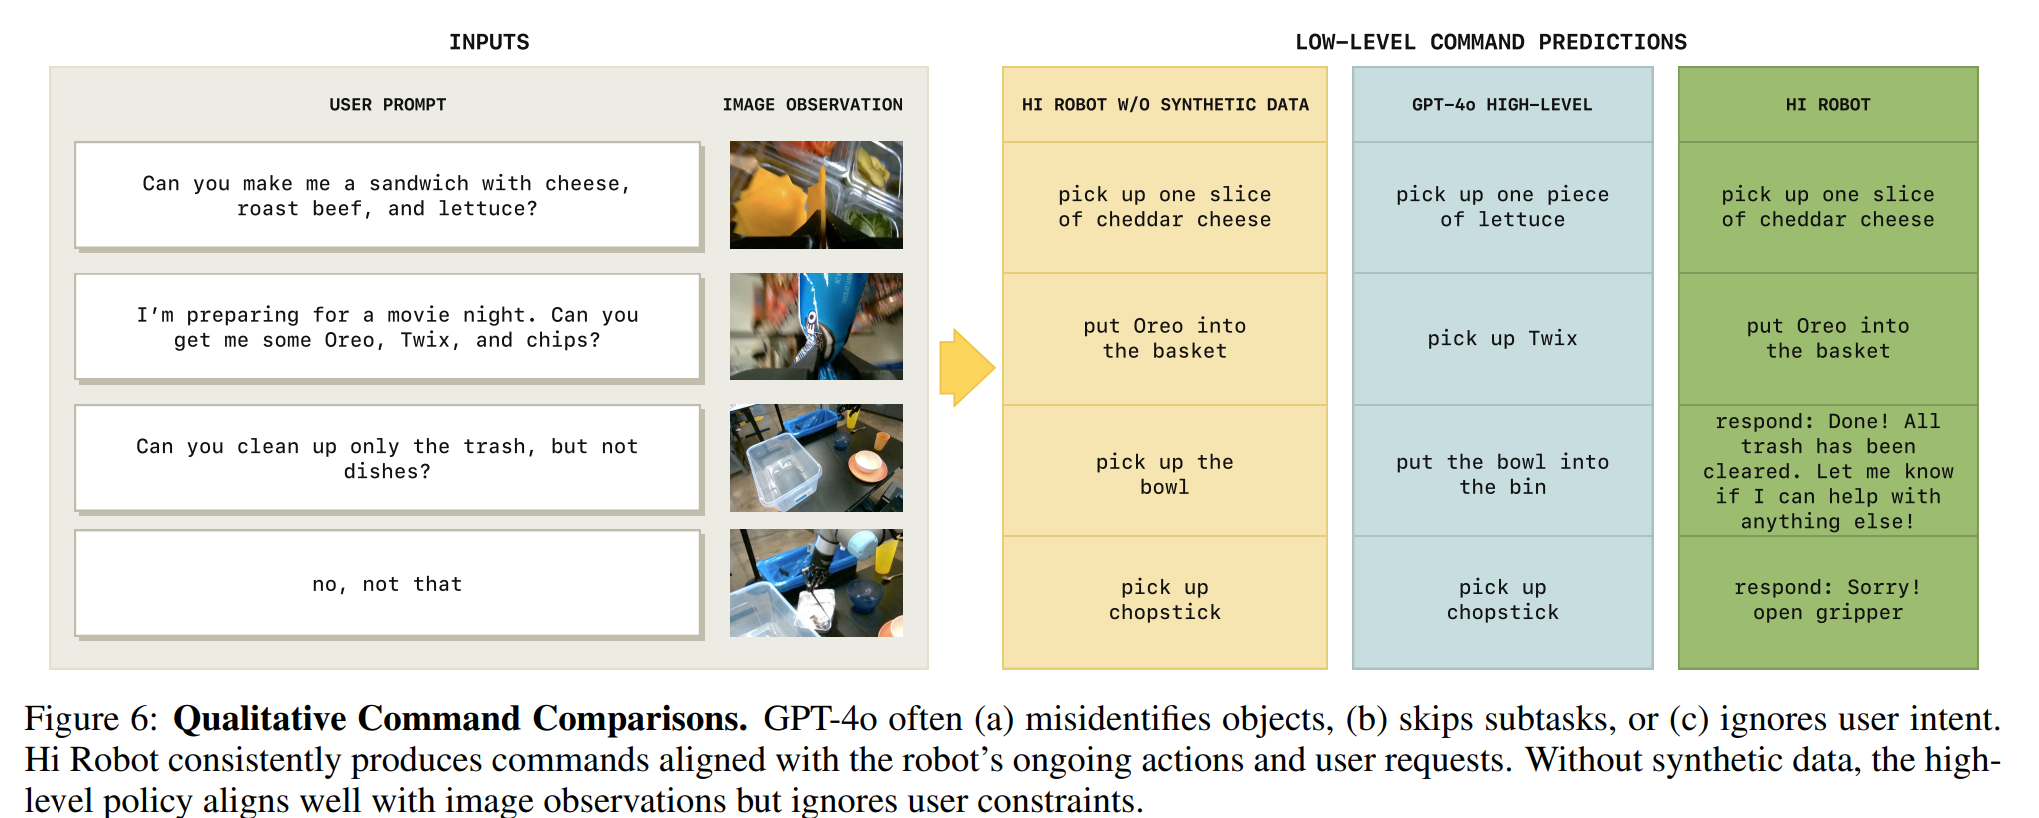 INPUTS
LOW-LEVEL COMMAND PREDICTIONS
USER PROMPT
IMAGE OBSERVATION
HI ROBOT W/O SYNTHETIC DATA
GPT-4o HIGH-LEVEL
HI ROBOT
Can you make me a sandwich with cheese,
roast beef, and lettuce?
pick up one slice
of cheddar cheese
pick up one piece
of lettuce
pick up one slice
of cheddar cheese
I'm preparing for a movie night. Can you
get me some Oreo, Twix, and chips?
put Oreo into
the basket
pick up Twix
put Oreo into
the basket
Can you clean up only the trash, but not
dishes?
pick up the
bowl
put the bowl into
the bin
respond: Done! All
trash has been
cleared. Let me know
if I can help with
anything else!
no, not that
pick up
chopstick
pick up
chopstick
respond: Sorry!
open gripper
Figure 6: Qualitative Command Comparisons. GPT-4o often (a) misidentifies objects, (b) skips subtasks, or (c) ignores user intent.
Hi Robot consistently produces commands aligned with the robot's ongoing actions and user requests. Without synthetic data, the high-
level policy aligns well with image observations but ignores user constraints.